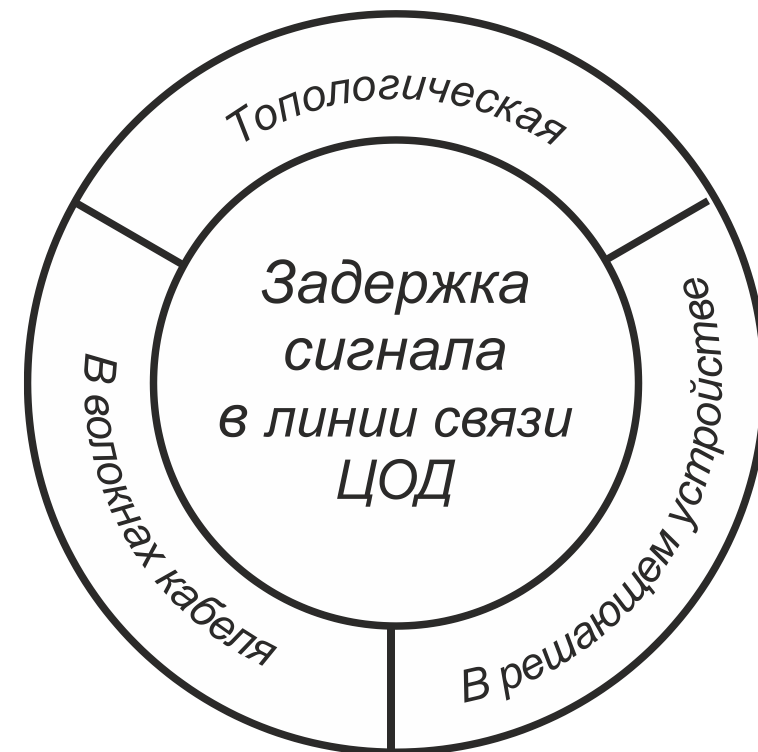 Топологическая
Задержка
сигнала
в линии связи
ЦОД
В волокнах кабеля
В решающем устройстве